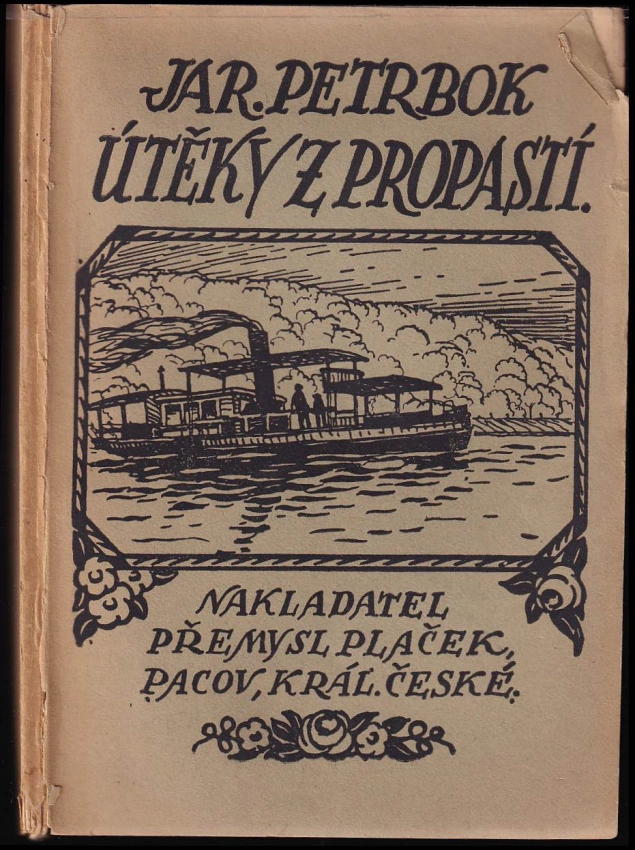 JAR. PETRBOK
ÚTĚKY Z PROPASTÍ.
NAKLADATEL
PŘEMYSL PLAČEK,
PACOV, KRÁL. ČESKÉ.